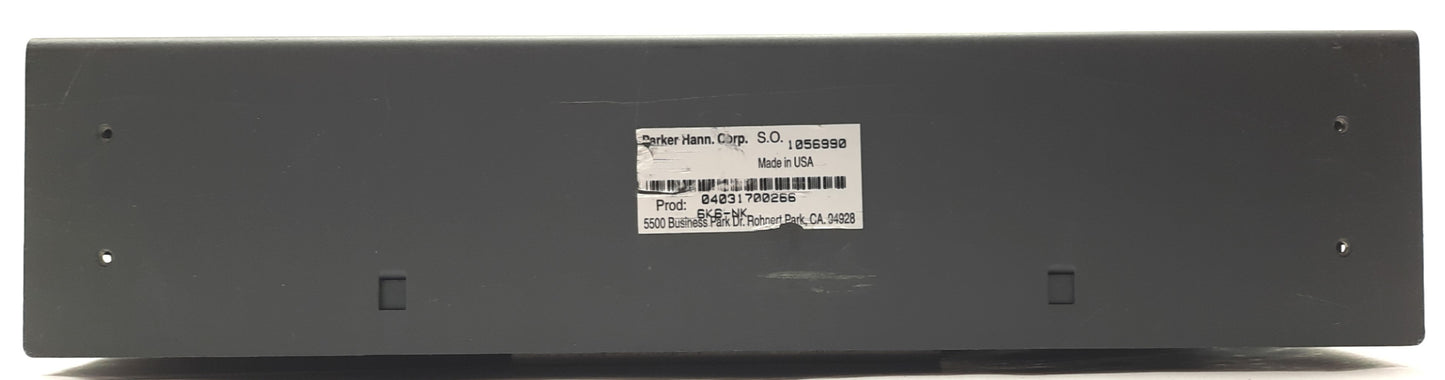 Parker Hann. Corp. S.O. 1056990
Made in USA
04031700266
Prod: 6K6-NK
5500 Business Park Dr. Rohnert Park, CA. 94928